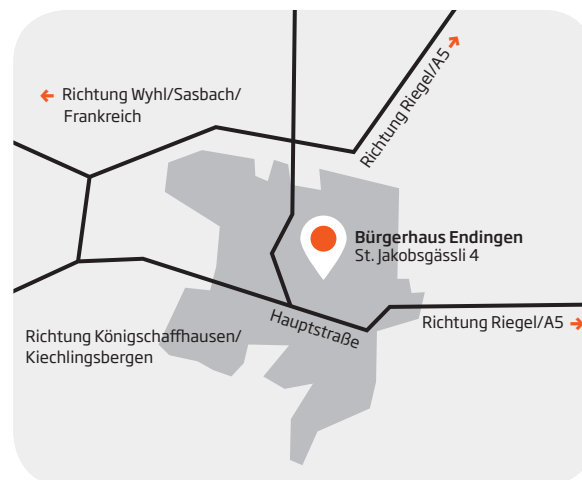 ← Richtung Wyhl/Sasbach/
Frankreich
Richtung Riegel/A5 →
Bürgerhaus Endingen
St. Jakobsgässli 4
Hauptstraße
Richtung Riegel/A5 →
Richtung Königschaffhausen/
Kiechlingsbergen